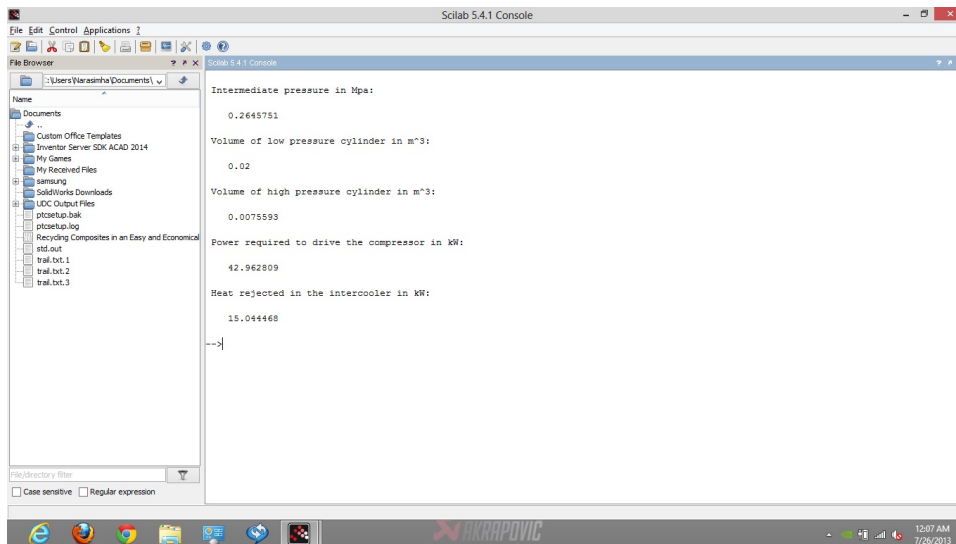 Scilab 5.4.1 Console
File Edit Control Applications ?
File Browser
Scilab 5.4.1 Console
:\Users\Narasimha\Documents\
Name
Documents
..
Custom Office Templates
Inventor Server SDK ACAD 2014
My Games
My Received Files
samsung
SolidWorks Downloads
UDC Output Files
ptcsetup.bak
ptcsetup.log
Recycling Composites in an Easy and Economical
std.out
trail.txt.1
trail.txt.2
trail.txt.3
File/directory filter
Case sensitive Regular expression
Intermediate pressure in Mpa:
0.2645751
Volume of low pressure cylinder in m^3:
0.02
Volume of high pressure cylinder in m^3:
0.0075593
Power required to drive the compressor in kW:
42.962809
Heat rejected in the intercooler in kW:
15.044468
-->
AKRAPOVIC
12:07 AM
7/26/2013